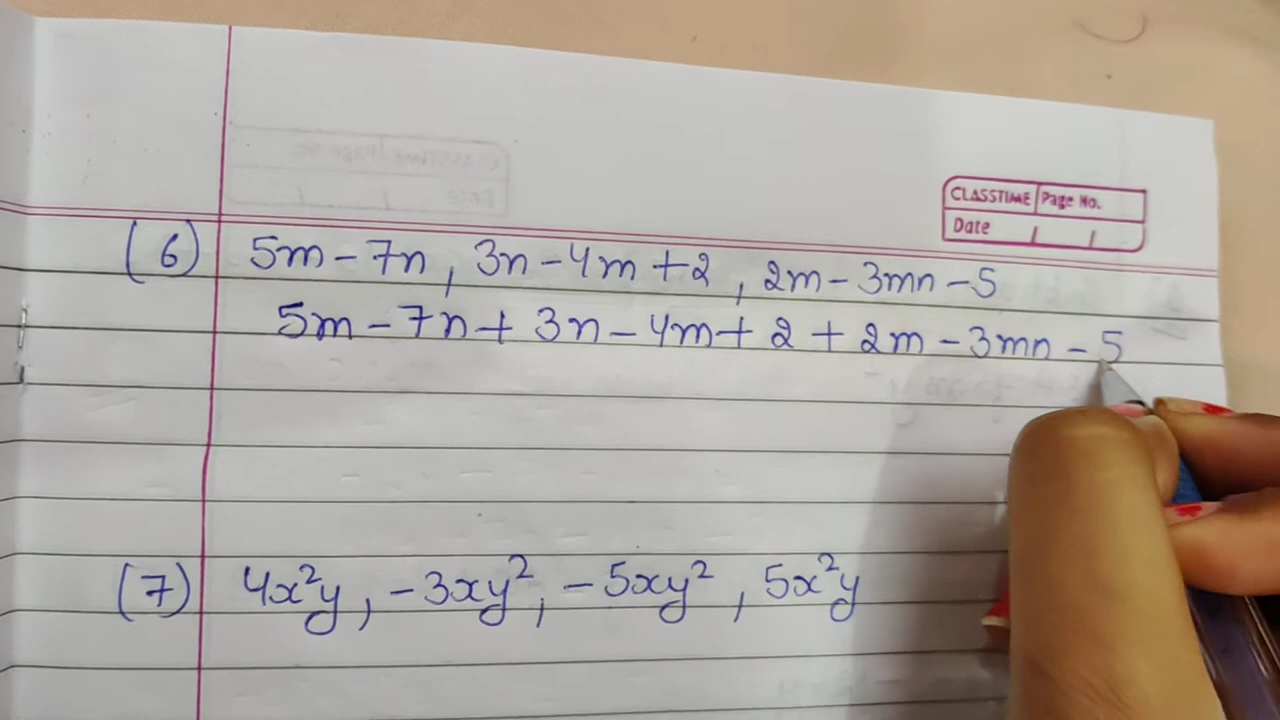 CLASSTIME Page No.
Date / /
(6) 5m - 7n, 3n - 4m + 2, 2m - 3mn - 5
5m - 7n + 3n - 4m + 2 + 2m - 3mn - 5
(7) 4x²y, -3xy², -5xy², 5x²y